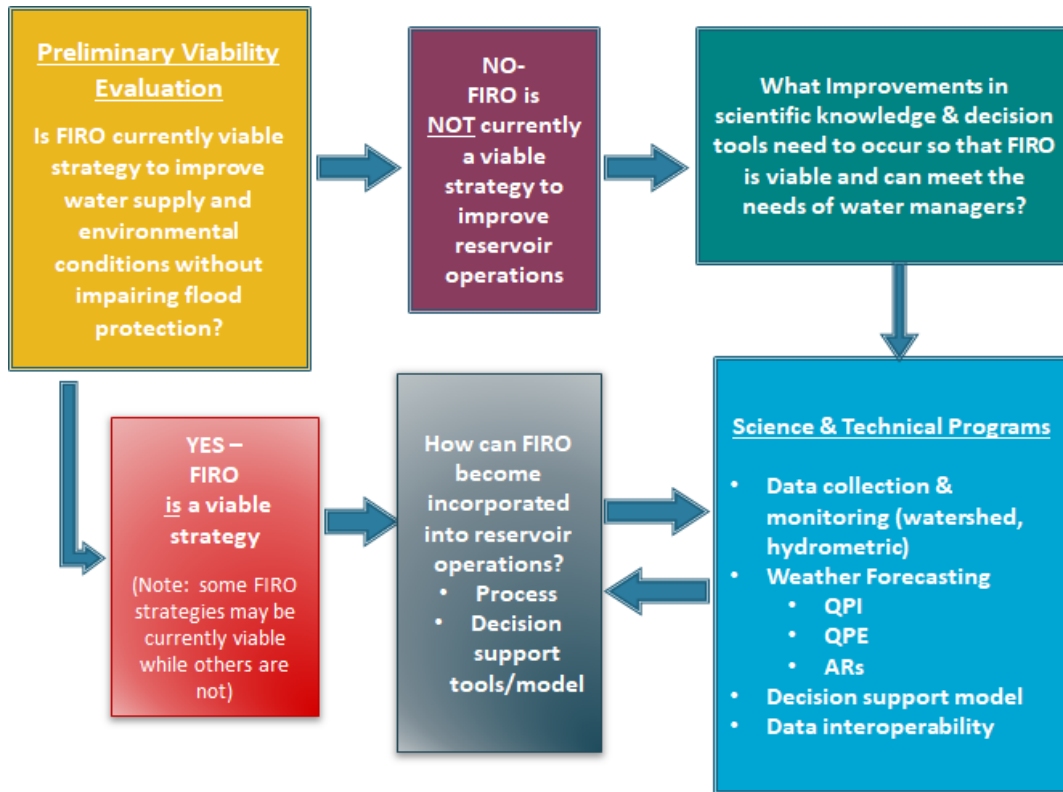 Preliminary Viability
Evaluation
Is FIRO currently viable
strategy to improve
water supply and
environmental
conditions without
impairing flood
protection?
NO-
FIRO is
NOT currently
a viable
strategy to
improve
reservoir
operations
What Improvements in
scientific knowledge & decision
tools need to occur so that FIRO
is viable and can meet the
needs of water managers?
YES –
FIRO
is a viable
strategy
(Note: some FIRO
strategies may be
currently viable
while others are
not)
How can FIRO
become
incorporated
into reservoir
operations?
• Process
• Decision
support
tools/model
Science & Technical Programs
• Data collection &
monitoring (watershed,
hydrometric)
• Weather Forecasting
• QPI
• QPE
• ARs
• Decision support model
• Data interoperability